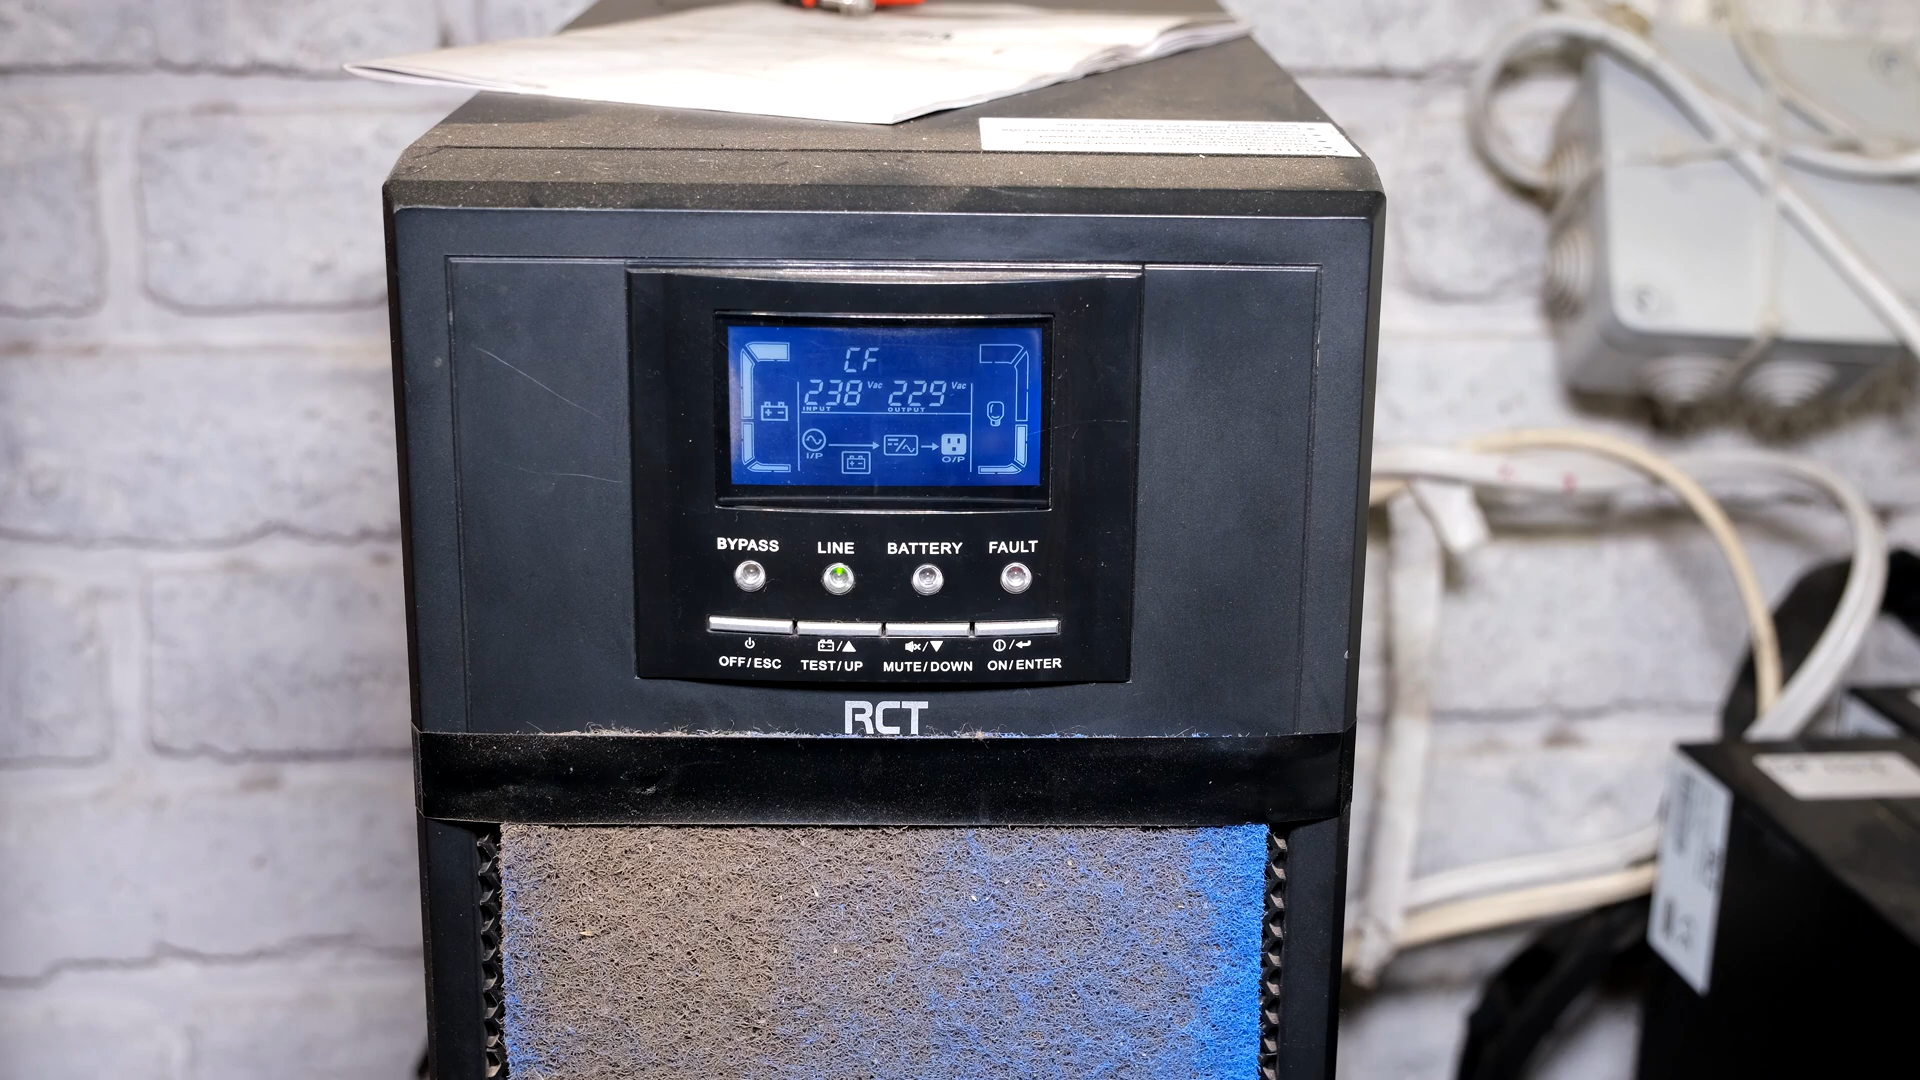 CF
238 Vac 229 Vac
INPUT OUTPUT
I/P O/P
BYPASS LINE BATTERY FAULT
OFF/ESC TEST/UP MUTE/DOWN ON/ENTER
RCT